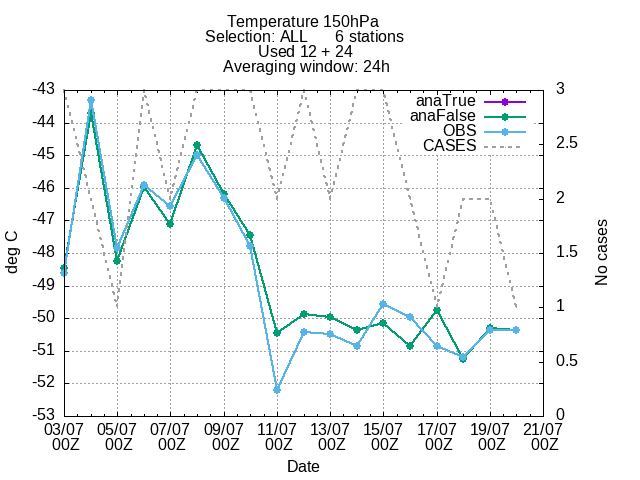 Temperature 150hPa
Selection: ALL 6 stations
Used 12 + 24
Averaging window: 24h
-43
-44
-45
-46
-47
-48
-49
-50
-51
-52
-53
3
2.5
2
1.5
1
0.5
0
anaTrue
anaFalse
OBS
CASES
deg C
No cases
03/07 05/07 07/07 09/07 11/07 13/07 15/07 17/07 19/07 21/07
00Z 00Z 00Z 00Z 00Z 00Z 00Z 00Z 00Z 00Z
Date